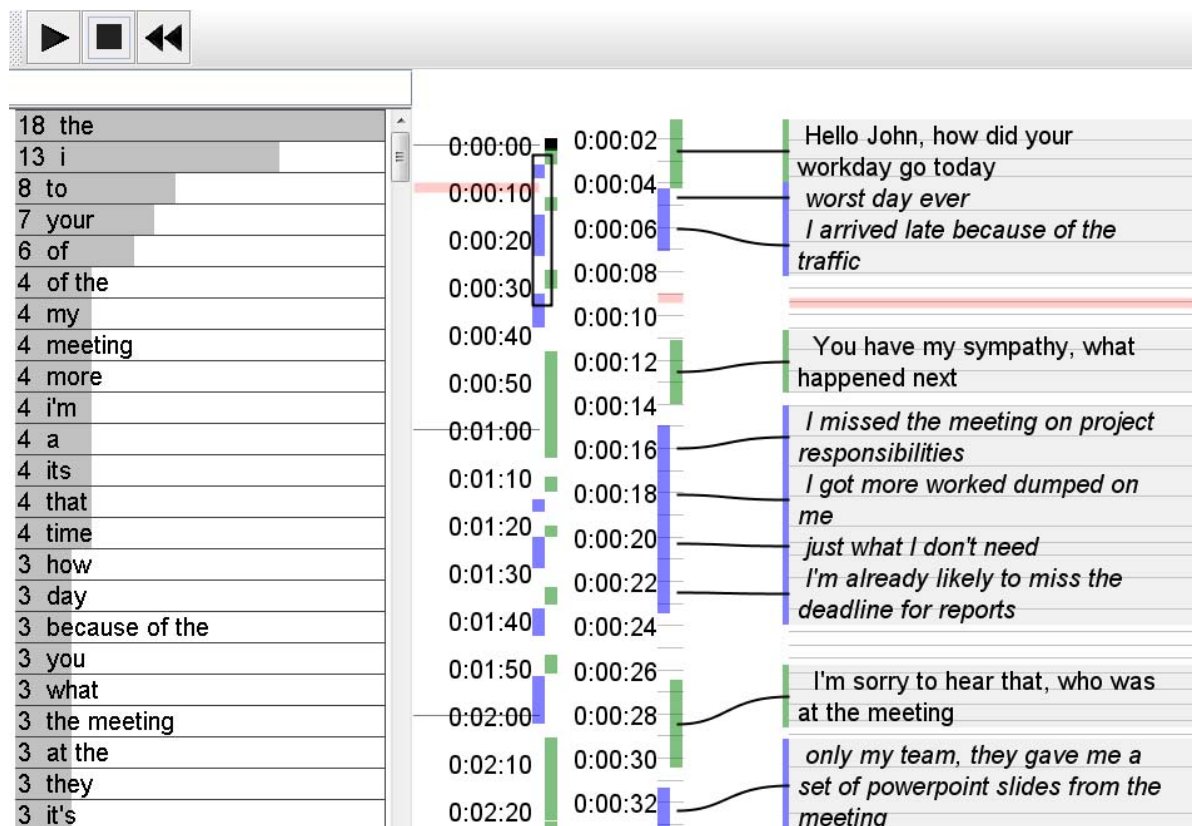 18 the
13 i
8 to
7 your
6 of
4 of the
4 my
4 meeting
4 more
4 i'm
4 a
4 its
4 that
4 time
3 how
3 day
3 because of the
3 you
3 what
3 the meeting
3 at the
3 they
3 it's
0:00:00
0:00:10
0:00:20
0:00:30
0:00:40
0:00:50
0:01:00
0:01:10
0:01:20
0:01:30
0:01:40
0:01:50
0:02:00
0:02:10
0:02:20
0:00:02
0:00:04
0:00:06
0:00:08
0:00:10
0:00:12
0:00:14
0:00:16
0:00:18
0:00:20
0:00:22
0:00:24
0:00:26
0:00:28
0:00:30
0:00:32
Hello John, how did your
workday go today
worst day ever
I arrived late because of the
traffic
You have my sympathy, what
happened next
I missed the meeting on project
responsibilities
I got more worked dumped on
me
just what I don't need
I'm already likely to miss the
deadline for reports
I'm sorry to hear that, who was
at the meeting
only my team, they gave me a
set of powerpoint slides from the
meeting